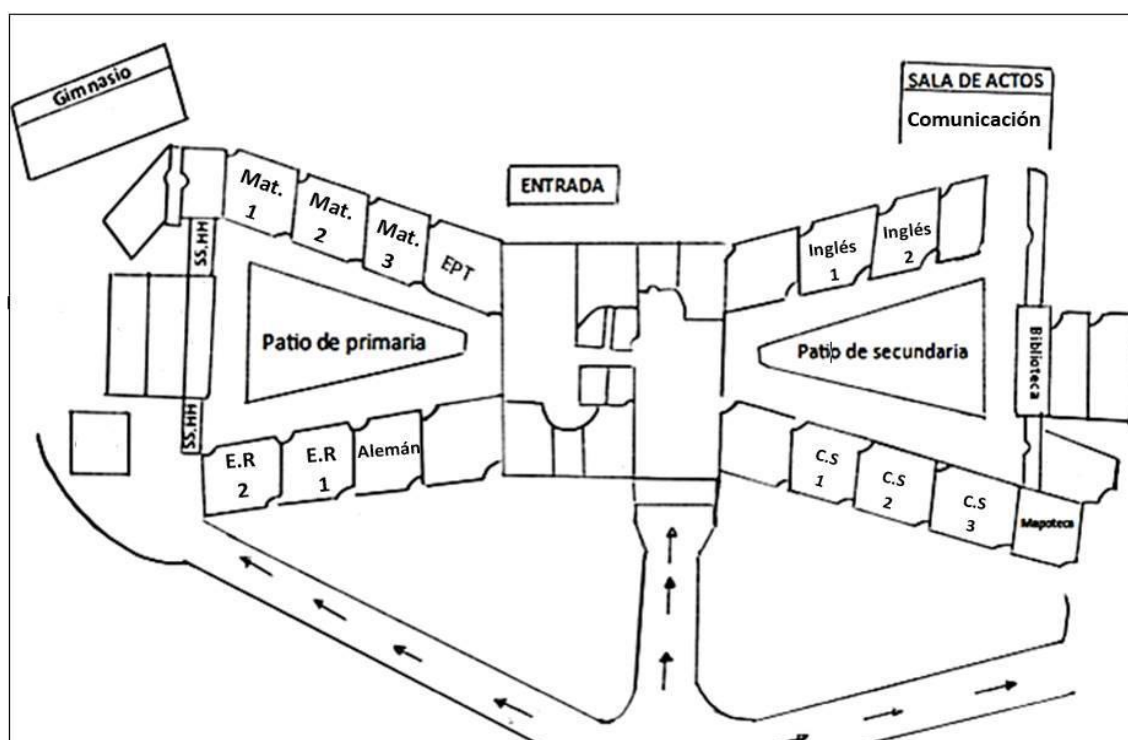 Gimnasio
SALA DE ACTOS
Comunicación
ENTRADA
Mat.
1
Mat.
2
Mat.
3
EPT
Inglés
1
Inglés
2
SS.HH
Patio de primaria
Patio de secundaria
Biblioteca
SS.HH
E.R
2
E.R
1
Alemán
C.S
1
C.S
2
C.S
3
Mapoteca